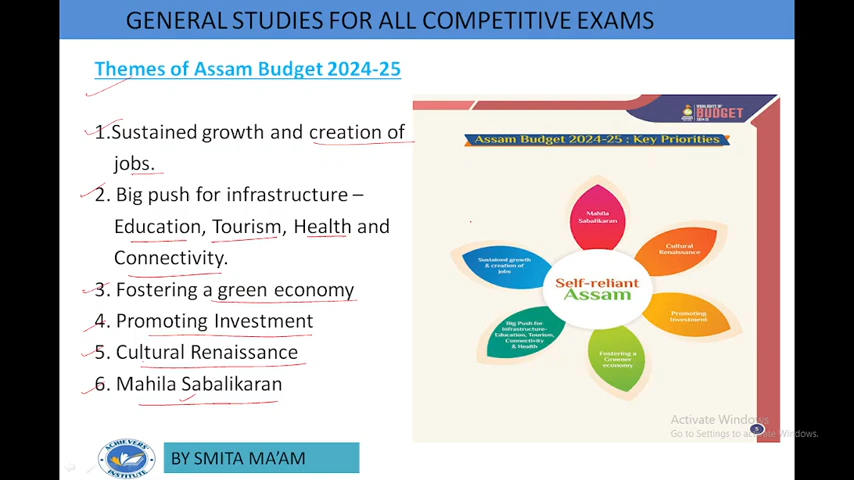 GENERAL STUDIES FOR ALL COMPETITIVE EXAMS
Themes of Assam Budget 2024-25
1.Sustained growth and creation of
jobs.
2. Big push for infrastructure –
Education, Tourism, Health and
Connectivity.
3. Fostering a green economy
4. Promoting Investment
5. Cultural Renaissance
6. Mahila Sabalikaran
BUDGET
Assam Budget 2024-25 : Key Priorities
Mahila
Sabalikaran
Cultural
Renaissance
Promoting
Investment
Fostering a
Greener
economy
Big Push for
Infrastructure-
Education, Tourism,
Connectivity
& Health
Sustained growth
& creation of
jobs
Self-reliant
Assam
5
Activate Windows
Go to Settings to activate Windows.
ACHIEVERS'
INSTITUTE
BY SMITA MA'AM